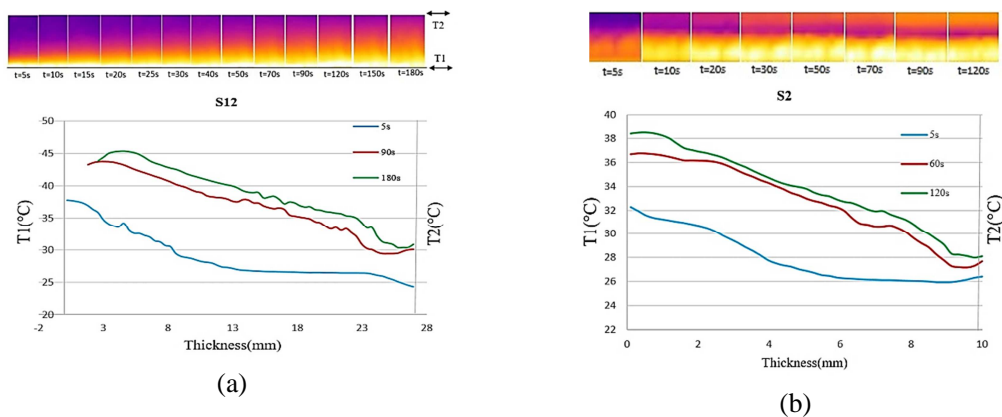 T2
T1
t=5s t=10s t=15s t=20s t=25s t=30s t=40s t=50s t=70s t=90s t=120s t=150s t=180s
S12
50
45
40
35
30
25
20
-2 3 8 13 18 23 28
T1(°C)
T2(°C)
Thickness(mm)
5s
90s
180s
(a)
t=5s t=10s t=20s t=30s t=50s t=70s t=90s t=120s
S2
40
38
36
34
32
30
28
26
24
22
0 2 4 6 8 10
T1(°C)
T2(°C)
Thickness(mm)
5s
60s
120s
(b)